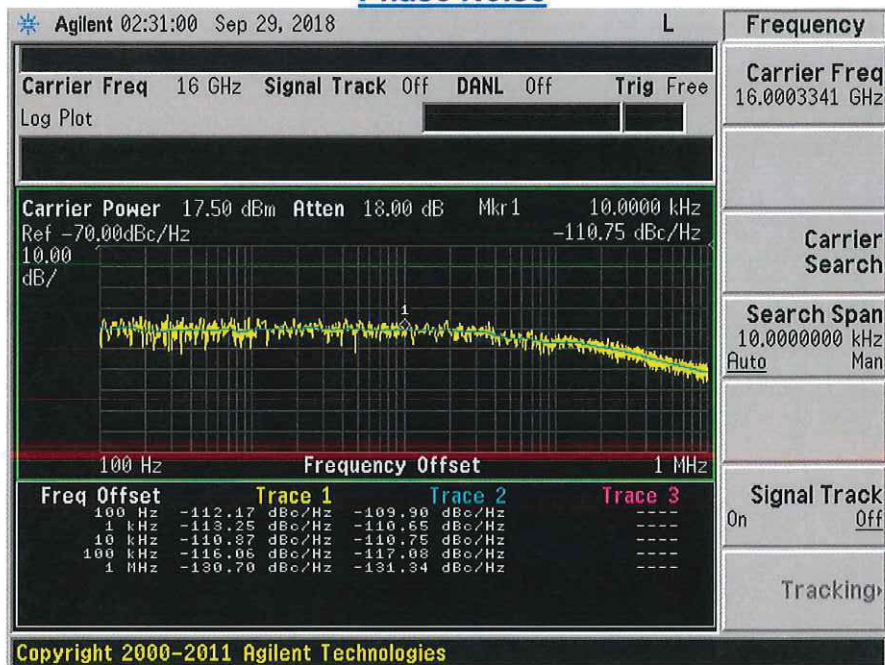 Phase Noise
Agilent 02:31:00 Sep 29, 2018 L
Carrier Freq 16 GHz Signal Track Off DANL Off Trig Free
Log Plot
Carrier Power 17.50 dBm Atten 18.00 dB Mkr1 10.0000 kHz
Ref -70.00dBc/Hz -110.75 dBc/Hz
10.00
dB/
1
100 Hz Frequency Offset 1 MHz
Freq Offset Trace 1 Trace 2 Trace 3
100 Hz -112.17 dBc/Hz -109.90 dBc/Hz ----
1 kHz -113.25 dBc/Hz -110.65 dBc/Hz ----
10 kHz -110.87 dBc/Hz -110.75 dBc/Hz ----
100 kHz -116.06 dBc/Hz -117.08 dBc/Hz ----
1 MHz -130.70 dBc/Hz -131.34 dBc/Hz ----
Copyright 2000-2011 Agilent Technologies
Frequency
Carrier Freq
16.0003341 GHz
Carrier
Search
Search Span
10.0000000 kHz
Auto Man
Signal Track
On Off
Tracking